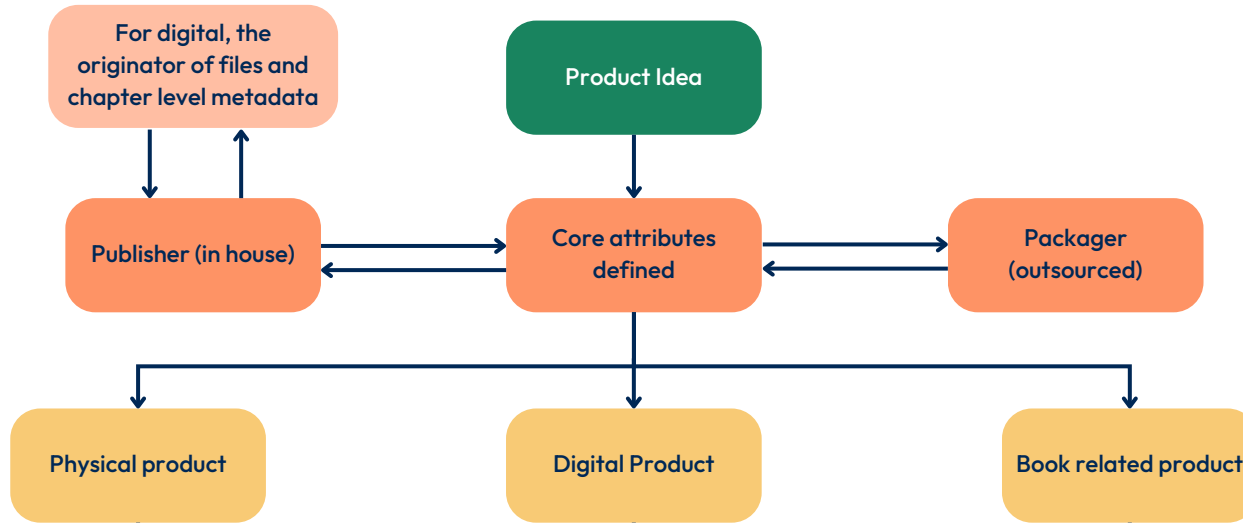 For digital, the
originator of files and
chapter level metadata
Product Idea
Publisher (in house)
Core attributes
defined
Packager
(outsourced)
Physical product
Digital Product
Book related product